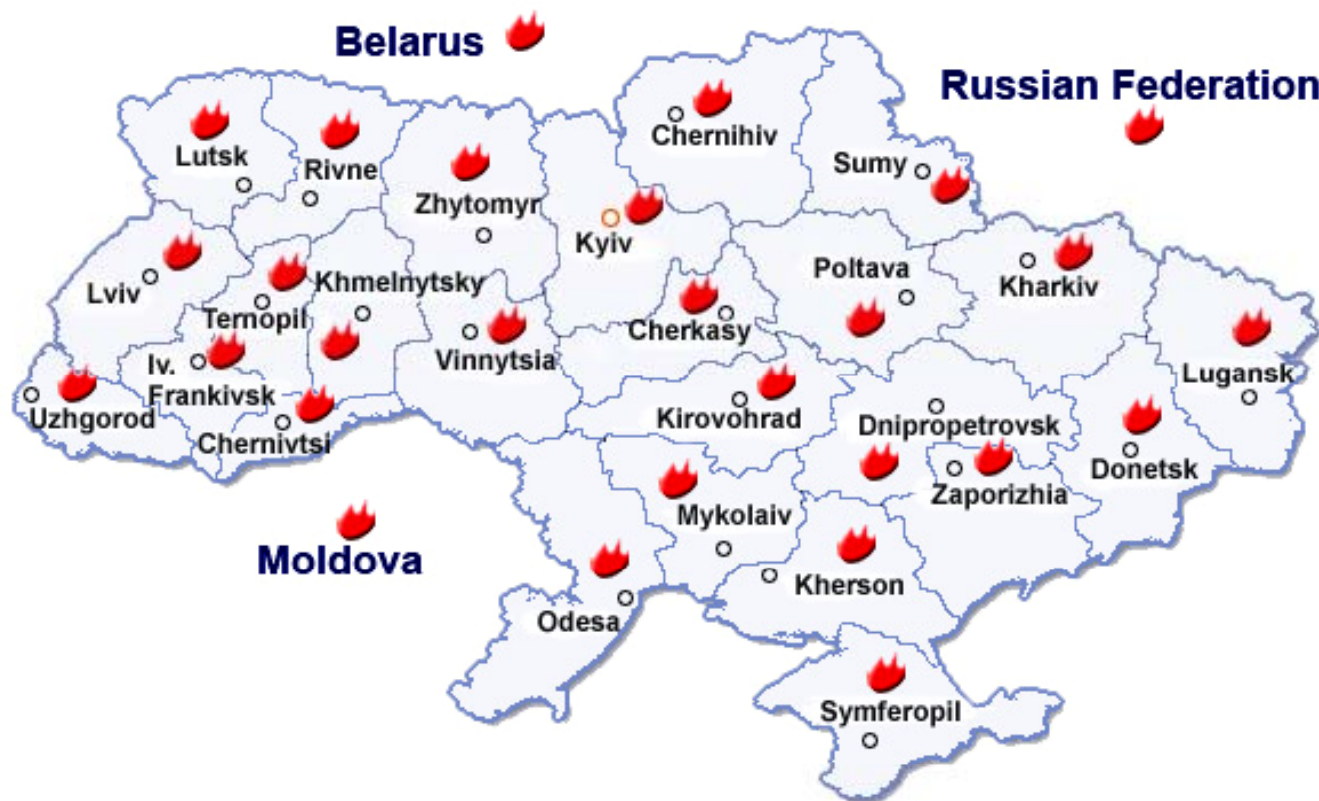 Belarus
Russian Federation
Chernihiv
Lutsk
Rivne
Sumy
Zhytomyr
Kyiv
Poltava
Kharkiv
Lviv
Khmelnytsky
Ternopil
Cherkasy
Vinnytsia
Iv.
Frankivsk
Lugansk
Uzhgorod
Kirovohrad
Dnipropetrovsk
Chernivtsi
Donetsk
Zaporizhia
Mykolaiv
Moldova
Kherson
Odesa
Symferopil